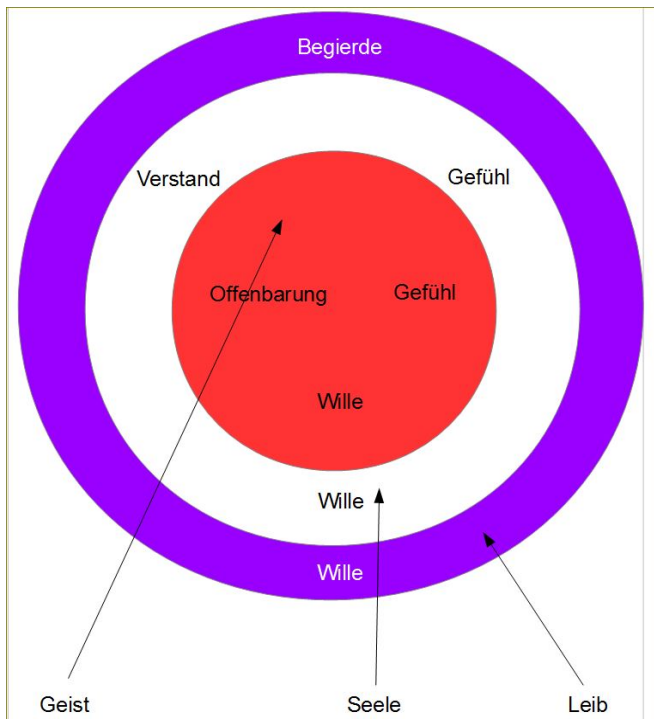 Begierde
Verstand Gefühl
Offenbarung Gefühl
Wille
Wille
Wille
Geist Seele Leib